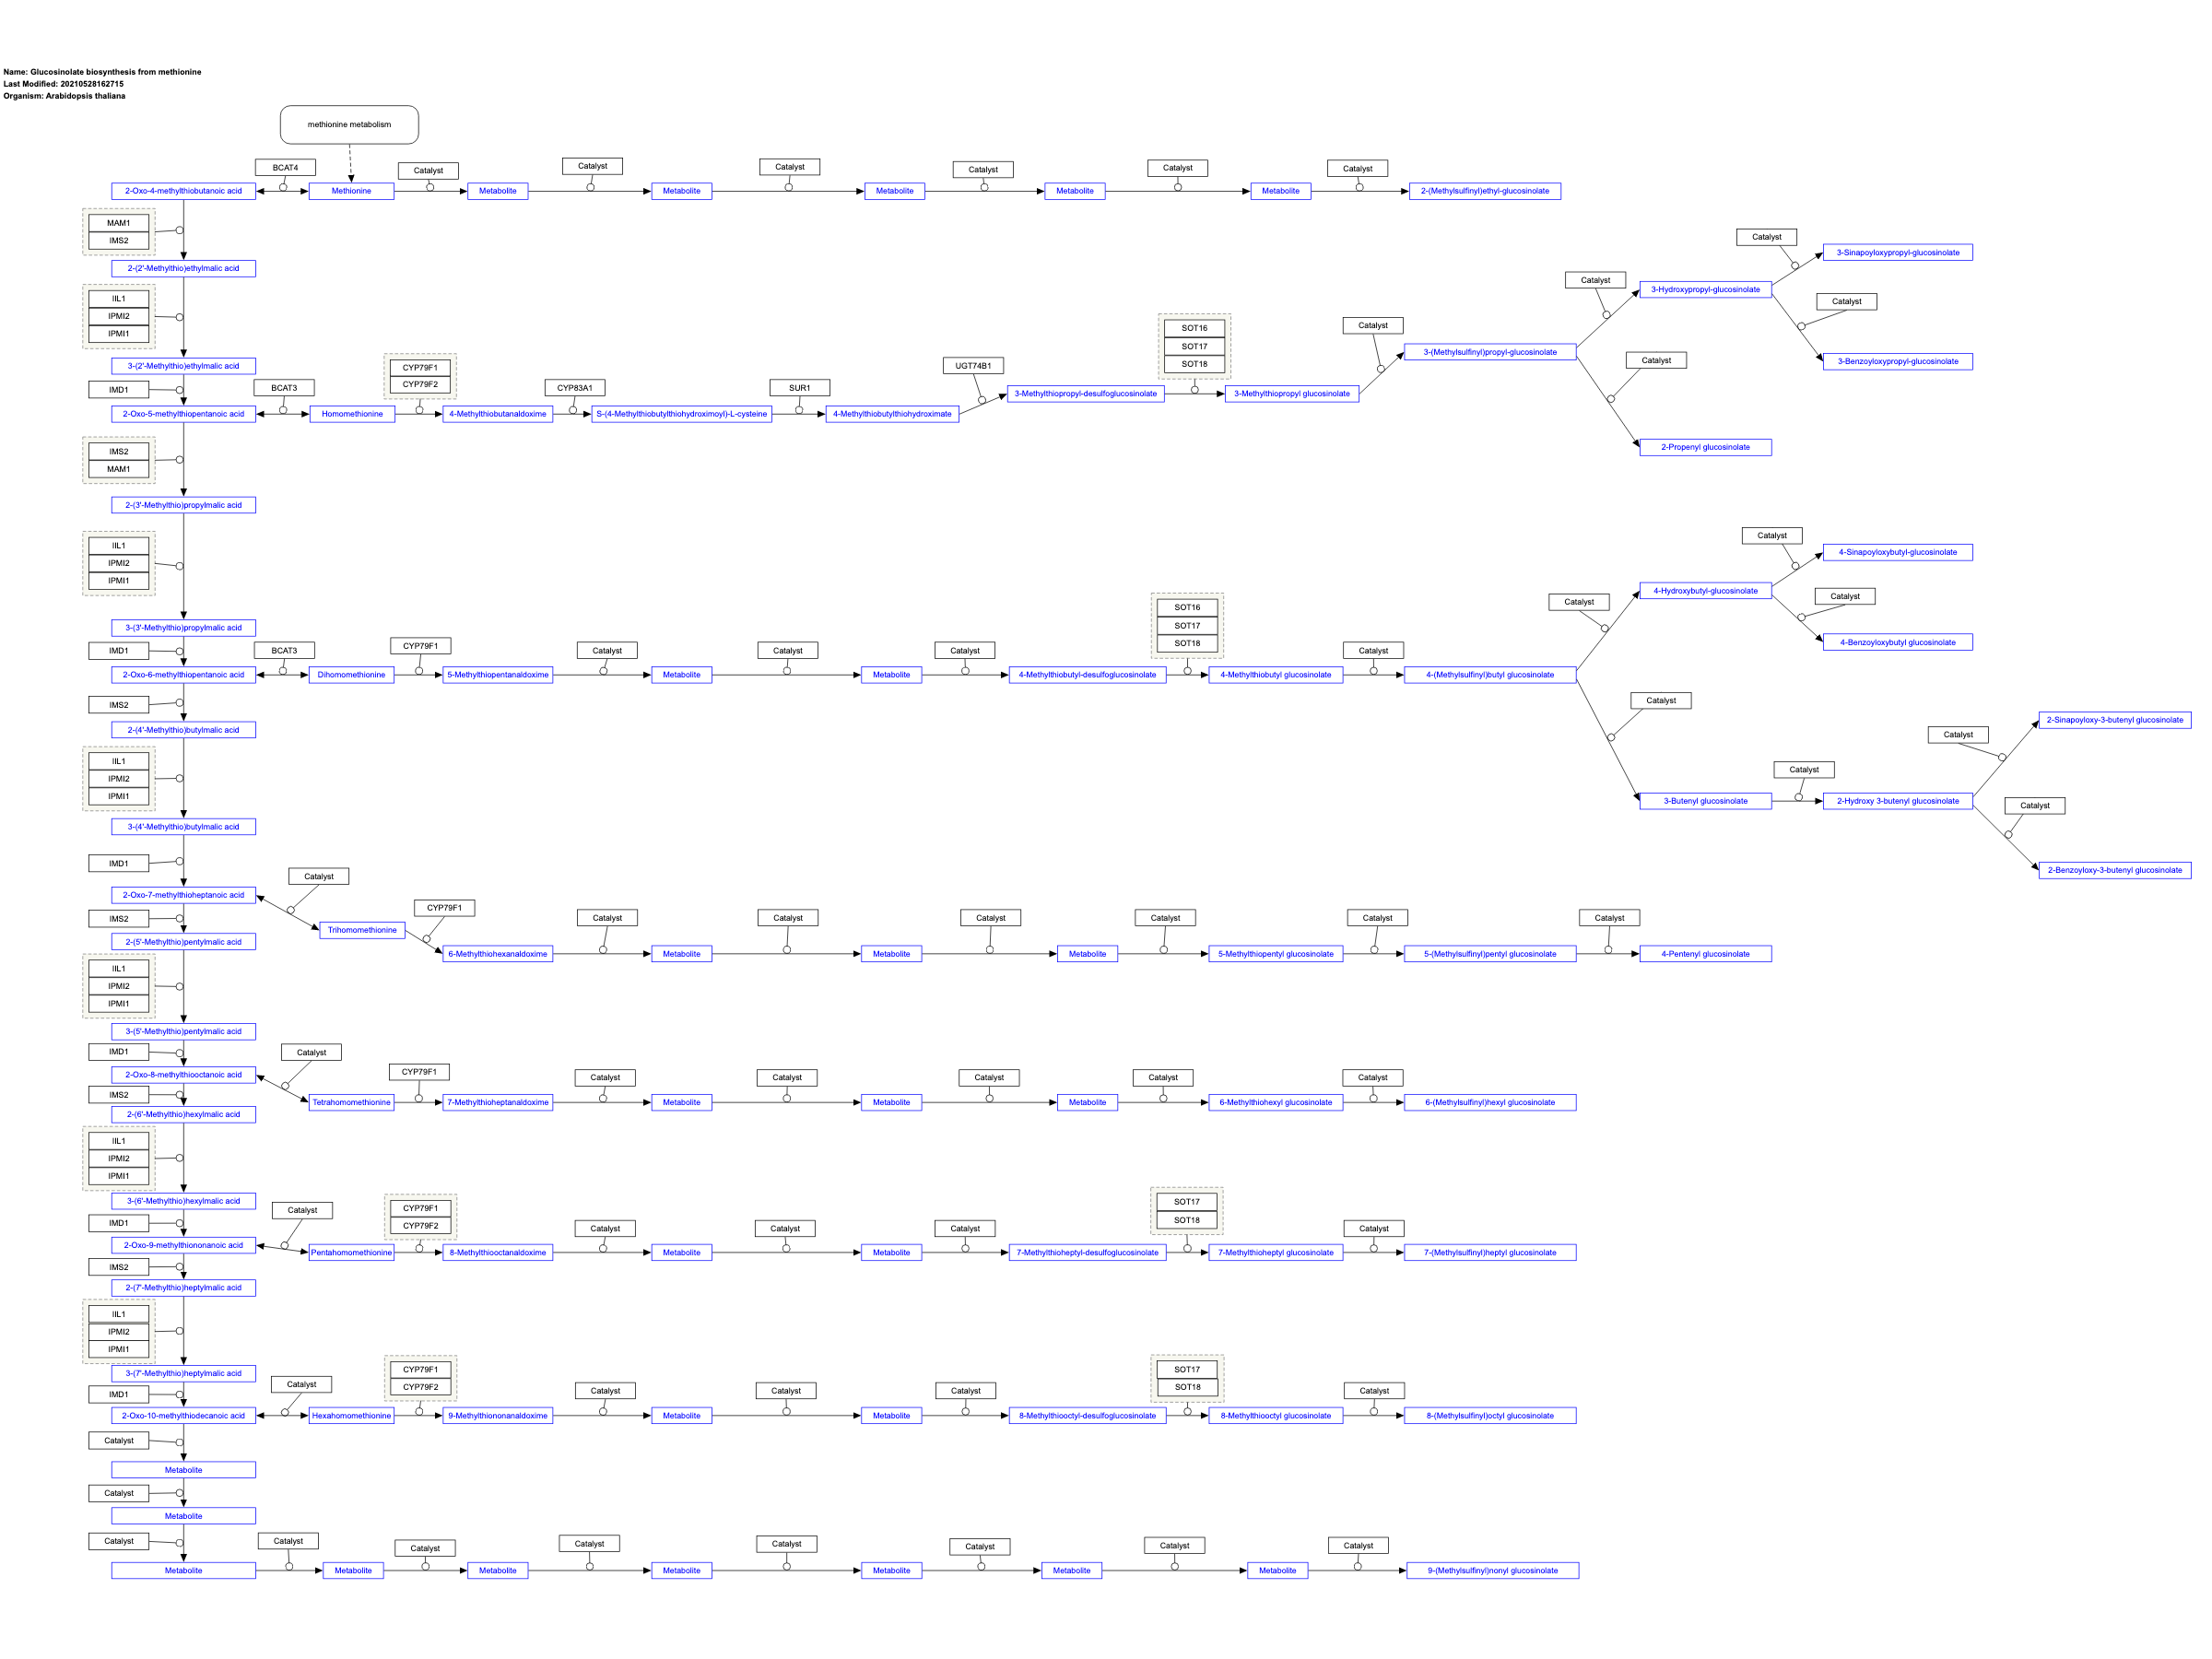 Name: Glucosinolate biosynthesis from methionine
Last Modified: 20210528162715
Organism: Arabidopsis thaliana
methionine metabolism
BCAT4
Catalyst
Catalyst
Catalyst
Catalyst
Catalyst
Catalyst
2-Oxo-4-methylthiobutanoic acid
Methionine
Metabolite
Metabolite
Metabolite
Metabolite
Metabolite
2-(Methylsulfinyl)ethyl-glucosinolate
MAM1
IMS2
Catalyst
3-Sinapoyloxypropyl-glucosinolate
2-(2'-Methylthio)ethylmalic acid
Catalyst
3-Hydroxypropyl-glucosinolate
IIL1
IPMI2
IPMI1
Catalyst
SOT16
SOT17
SOT18
Catalyst
3-(Methylsulfinyl)propyl-glucosinolate
Catalyst
3-Benzoyloxypropyl-glucosinolate
3-(2'-Methylthio)ethylmalic acid
UGT74B1
CYP79F1
CYP79F2
IMD1
BCAT3
CYP83A1
SUR1
3-Methylthiopropyl-desulfoglucosinolate
3-Methylthiopropyl glucosinolate
2-Oxo-5-methylthiopentanoic acid
Homomethionine
4-Methylthiobutanaldoxime
S-(4-Methylthiobutylthiohydroximoyl)-L-cysteine
4-Methylthiobutylthiohydroximate
2-Propenyl glucosinolate
IMS2
MAM1
2-(3'-Methylthio)propylmalic acid
IIL1
IPMI2
IPMI1
Catalyst
4-Sinapoyloxybutyl-glucosinolate
4-Hydroxybutyl-glucosinolate
Catalyst
Catalyst
4-Benzoyloxybutyl glucosinolate
SOT16
SOT17
SOT18
3-(3'-Methylthio)propylmalic acid
IMD1
BCAT3
CYP79F1
Catalyst
Catalyst
Catalyst
Catalyst
2-Oxo-6-methylthiopentanoic acid
Dihomomethionine
5-Methylthiopentanaldoxime
Metabolite
Metabolite
4-Methylthiobutyl-desulfoglucosinolate
4-Methylthiobutyl glucosinolate
4-(Methylsulfinyl)butyl glucosinolate
IMS2
Catalyst
2-Sinapoyloxy-3-butenyl glucosinolate
2-(4'-Methylthio)butylmalic acid
Catalyst
IIL1
IPMI2
IPMI1
Catalyst
3-Butenyl glucosinolate
2-Hydroxy 3-butenyl glucosinolate
Catalyst
3-(4'-Methylthio)butylmalic acid
IMD1
2-Benzoyloxy-3-butenyl glucosinolate
Catalyst
2-Oxo-7-methylthioheptanoic acid
CYP79F1
IMS2
Catalyst
Catalyst
Catalyst
Catalyst
Catalyst
Catalyst
Trihomomethionine
2-(5'-Methylthio)pentylmalic acid
6-Methylthiohexanaldoxime
Metabolite
Metabolite
Metabolite
5-Methylthiopentyl glucosinolate
5-(Methylsulfinyl)pentyl glucosinolate
4-Pentenyl glucosinolate
IIL1
IPMI2
IPMI1
3-(5'-Methylthio)pentylmalic acid
IMD1
Catalyst
2-Oxo-8-methylthiooctanoic acid
CYP79F1
Catalyst
Catalyst
Catalyst
Catalyst
Catalyst
IMS2
Tetrahomomethionine
7-Methylthioheptanaldoxime
Metabolite
Metabolite
Metabolite
6-Methylthiohexyl glucosinolate
6-(Methylsulfinyl)hexyl glucosinolate
2-(6'-Methylthio)hexylmalic acid
IIL1
IPMI2
IPMI1
3-(6'-Methylthio)hexylmalic acid
Catalyst
CYP79F1
CYP79F2
SOT17
SOT18
IMD1
Catalyst
Catalyst
Catalyst
Catalyst
2-Oxo-9-methylthiononanoic acid
Pentahomomethionine
8-Methylthiooctanaldoxime
Metabolite
Metabolite
7-Methylthioheptyl-desulfoglucosinolate
7-Methylthioheptyl glucosinolate
7-(Methylsulfinyl)heptyl glucosinolate
IMS2
2-(7'-Methylthio)heptylmalic acid
IIL1
IPMI2
IPMI1
3-(7'-Methylthio)heptylmalic acid
Catalyst
CYP79F1
CYP79F2
SOT17
SOT18
IMD1
Catalyst
Catalyst
Catalyst
Catalyst
2-Oxo-10-methylthiodecanoic acid
Hexahomomethionine
9-Methylthiononanaldoxime
Metabolite
Metabolite
8-Methylthiooctyl-desulfoglucosinolate
8-Methylthiooctyl glucosinolate
8-(Methylsulfinyl)octyl glucosinolate
Catalyst
Metabolite
Catalyst
Metabolite
Catalyst
Catalyst
Catalyst
Catalyst
Catalyst
Catalyst
Catalyst
Catalyst
Metabolite
Metabolite
Metabolite
Metabolite
Metabolite
Metabolite
Metabolite
9-(Methylsulfinyl)nonyl glucosinolate